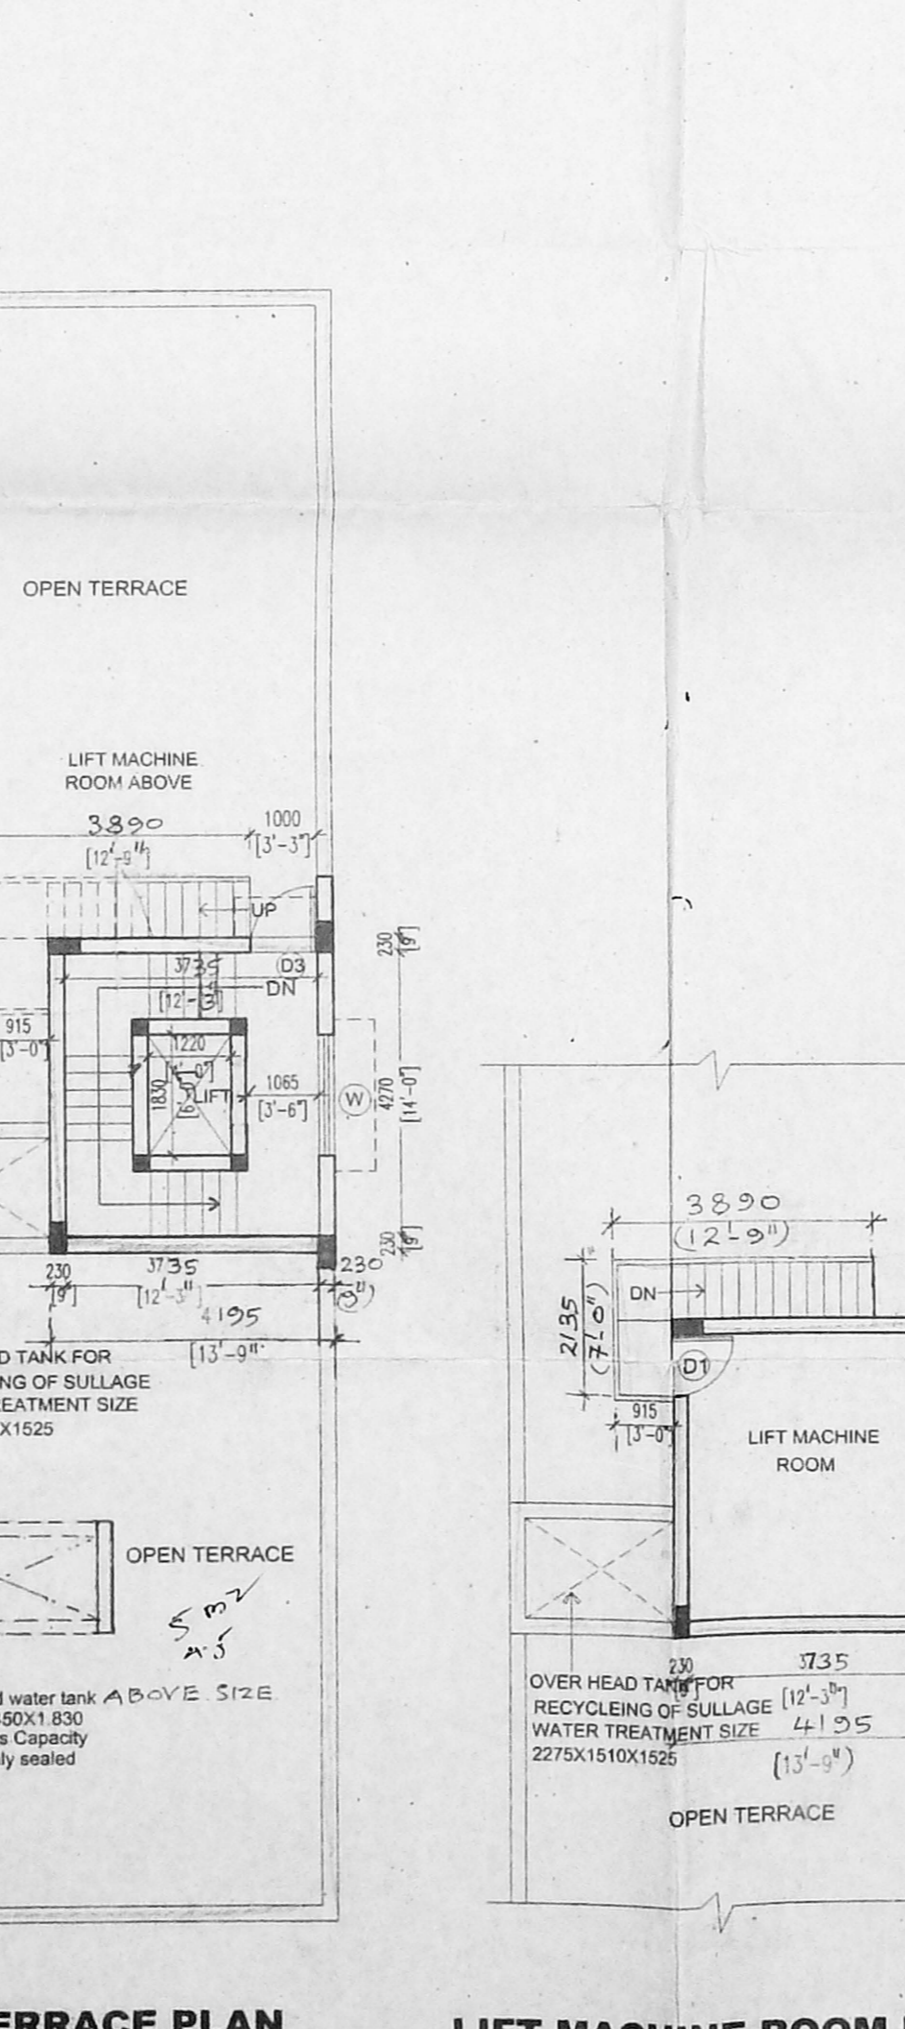 OPEN TERRACE
LIFT MACHINE
ROOM ABOVE
3890
[12'-9"]
1000
[3'-3"]
UP
230
[9"]
3735
[12'-3"]
D3
DN
915
[3'-0"]
1220
1830
LIFT
1065
[3'-6"]
W
4270
[14'-0"]
230
[9"]
230
[9"]
3735
[12'-3"]
230
(9")
4195
[13'-9"]
D TANK FOR
NG OF SULLAGE
EATMENT SIZE
X1525
OPEN TERRACE
5 m2
water tank ABOVE SIZE
50X1.830
s Capacity
ly sealed
ERRACE PLAN
3890
(12'-9")
2135
(7'-0")
DN
D1
915
[3'-0"]
LIFT MACHINE
ROOM
230
3735
[12'-3"]
4195
(13'-9")
OVER HEAD TANK FOR
RECYCLEING OF SULLAGE
WATER TREATMENT SIZE
2275X1510X1525
OPEN TERRACE
LIFT MACHINE ROOM